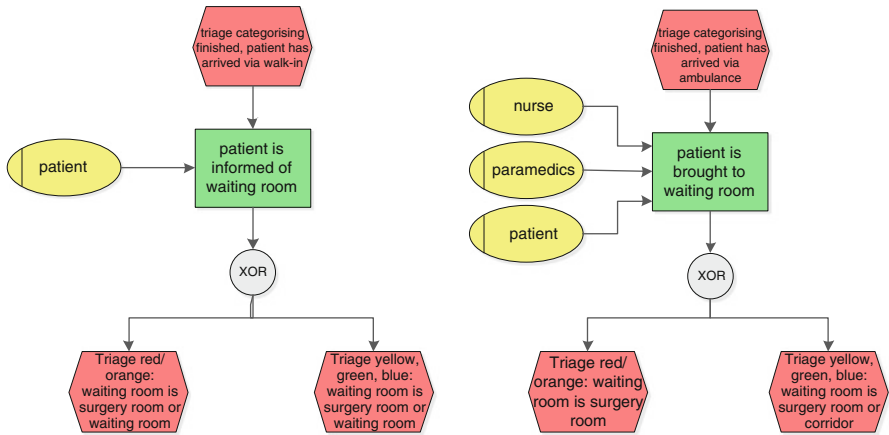 triage categorising
finished, patient has
arrived via walk-in
patient
patient is
informed of
waiting room
XOR
Triage red/
orange:
waiting room is
surgery room or
waiting room
Triage yellow,
green, blue:
waiting room is
surgery room or
waiting room
triage categorising
finished, patient has
arrived via
ambulance
nurse
paramedics
patient
patient is
brought to
waiting room
XOR
Triage red/
orange: waiting
room is surgery
room
Triage yellow,
green, blue:
waiting room is
surgery room or
corridor